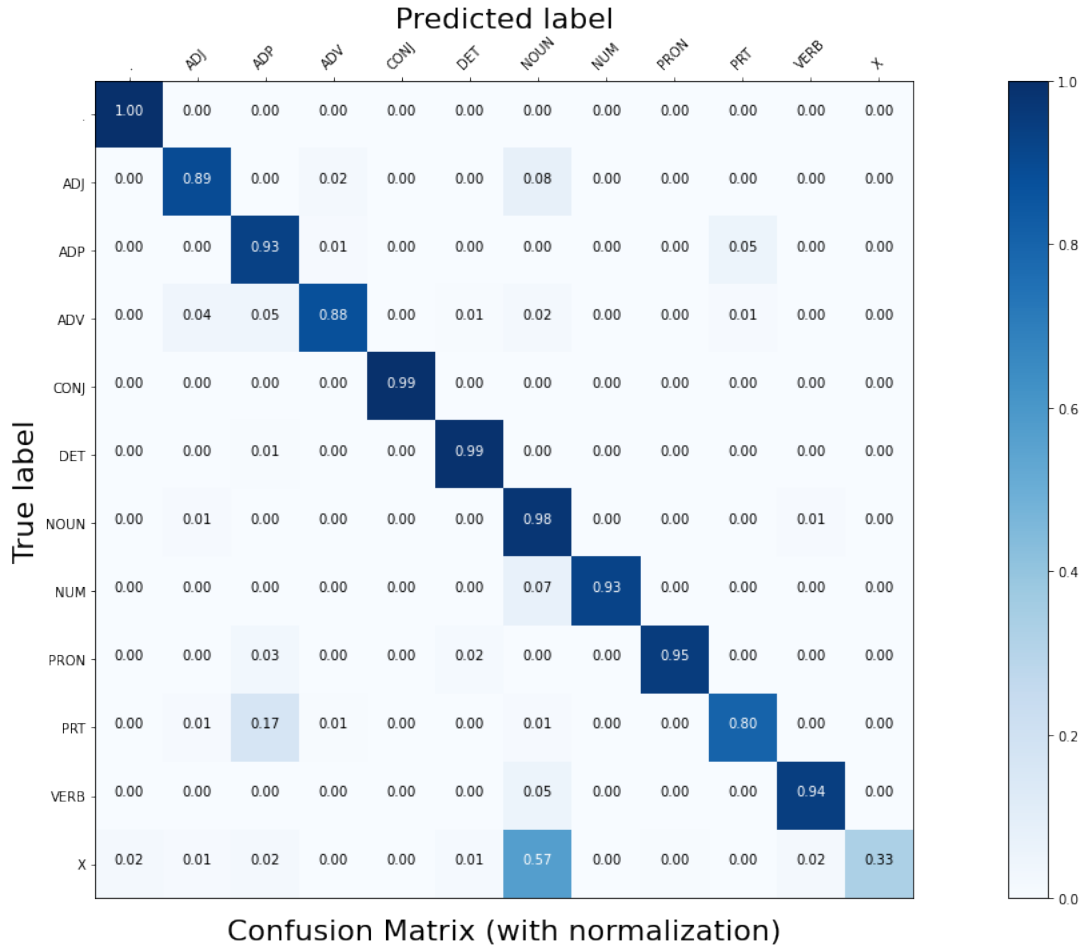 Predicted label
. ADJ ADP ADV CONJ DET NOUN NUM PRON PRT VERB X
. 1.00 0.00 0.00 0.00 0.00 0.00 0.00 0.00 0.00 0.00 0.00 0.00
ADJ 0.00 0.89 0.00 0.02 0.00 0.00 0.08 0.00 0.00 0.00 0.00 0.00
ADP 0.00 0.00 0.93 0.01 0.00 0.00 0.00 0.00 0.00 0.05 0.00 0.00
ADV 0.00 0.04 0.05 0.88 0.00 0.01 0.02 0.00 0.00 0.01 0.00 0.00
CONJ 0.00 0.00 0.00 0.00 0.99 0.00 0.00 0.00 0.00 0.00 0.00 0.00
DET 0.00 0.00 0.01 0.00 0.00 0.99 0.00 0.00 0.00 0.00 0.00 0.00
NOUN 0.00 0.01 0.00 0.00 0.00 0.00 0.98 0.00 0.00 0.00 0.01 0.00
NUM 0.00 0.00 0.00 0.00 0.00 0.00 0.07 0.93 0.00 0.00 0.00 0.00
PRON 0.00 0.00 0.03 0.00 0.00 0.02 0.00 0.00 0.95 0.00 0.00 0.00
PRT 0.00 0.01 0.17 0.01 0.00 0.00 0.01 0.00 0.00 0.80 0.00 0.00
VERB 0.00 0.00 0.00 0.00 0.00 0.00 0.05 0.00 0.00 0.00 0.94 0.00
X 0.02 0.01 0.02 0.00 0.00 0.01 0.57 0.00 0.00 0.00 0.02 0.33
True label
Confusion Matrix (with normalization)
1.0
0.8
0.6
0.4
0.2
0.0